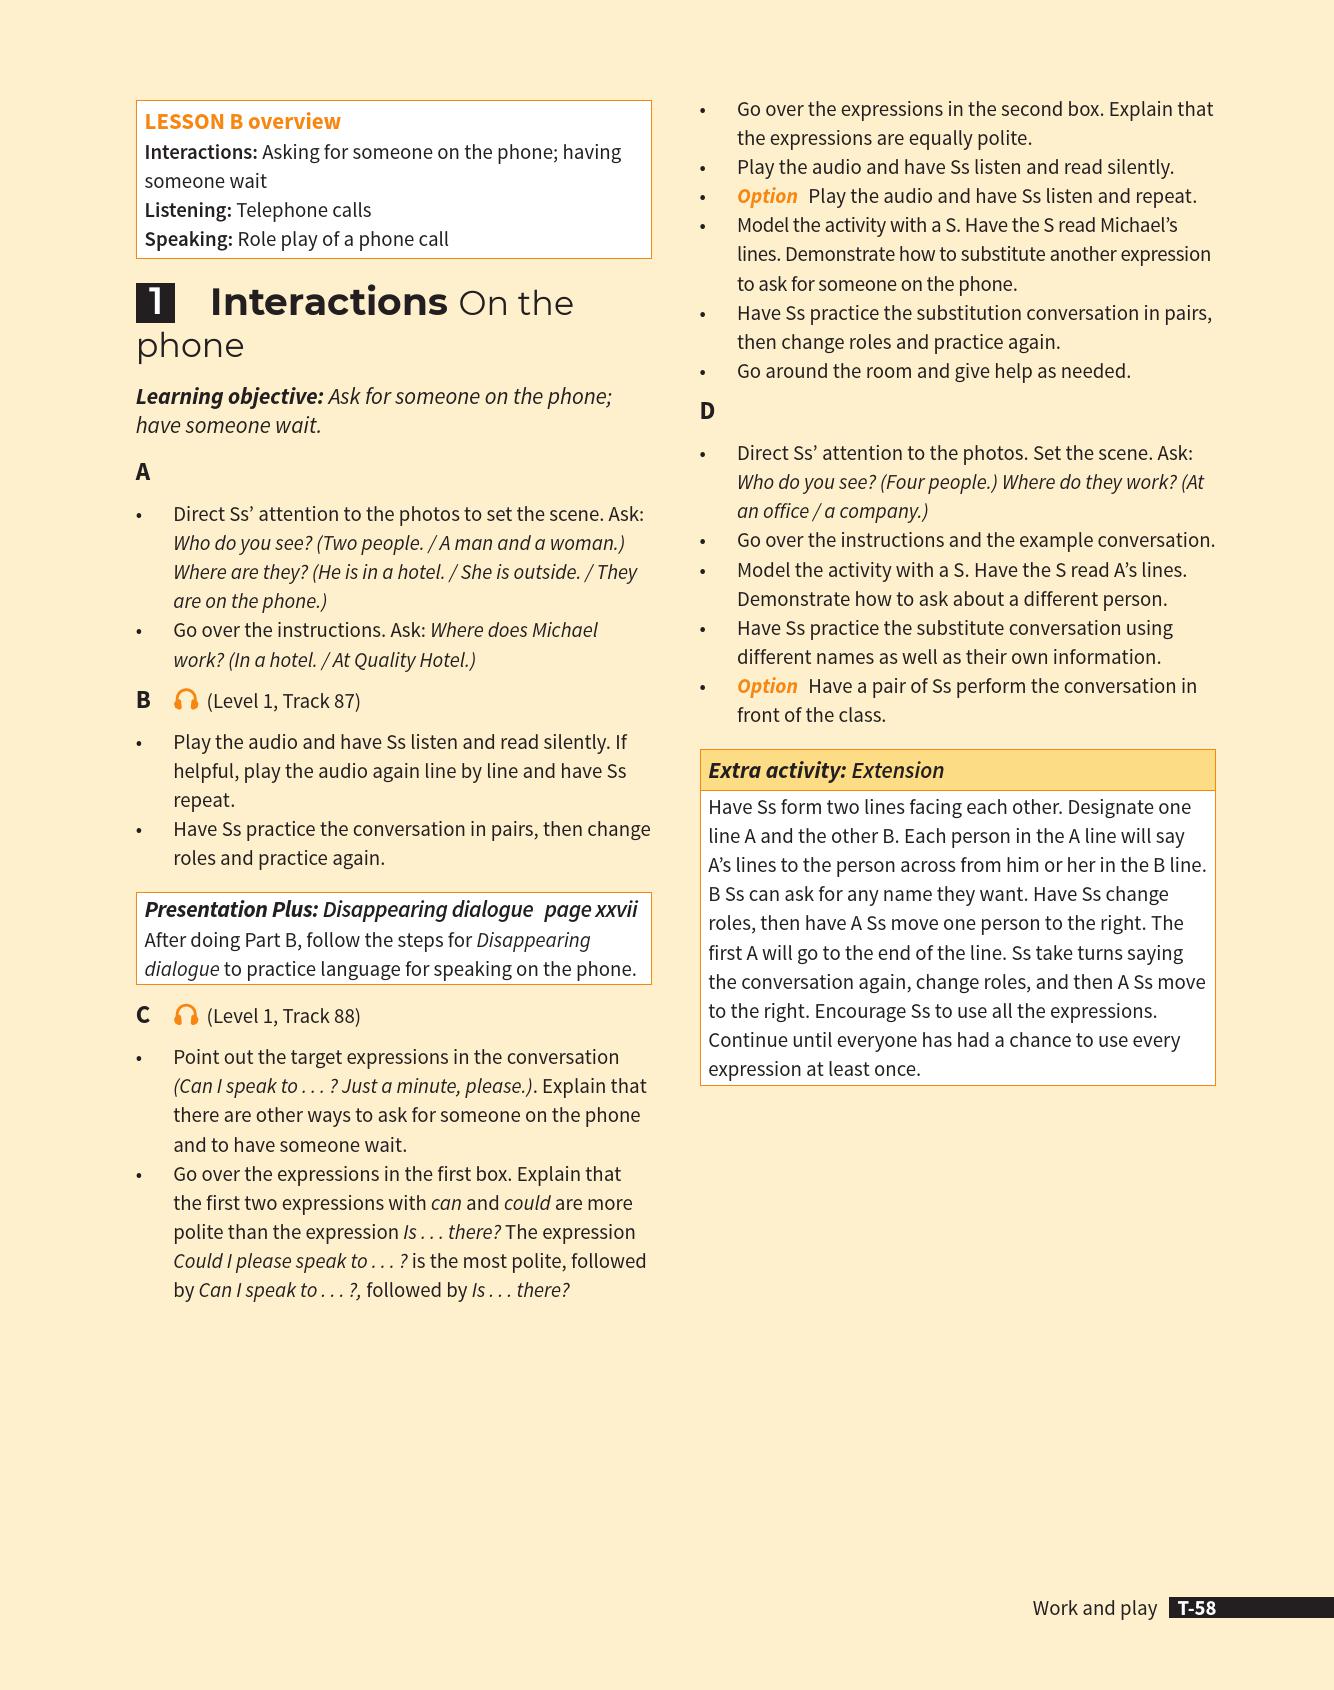 LESSON B overview
Interactions: Asking for someone on the phone; having
someone wait
Listening: Telephone calls
Speaking: Role play of a phone call
1 Interactions On the
phone
Learning objective: Ask for someone on the phone;
have someone wait.
A
• Direct Ss’ attention to the photos to set the scene. Ask:
Who do you see? (Two people. / A man and a woman.)
Where are they? (He is in a hotel. / She is outside. / They
are on the phone.)
• Go over the instructions. Ask: Where does Michael
work? (In a hotel. / At Quality Hotel.)
B (Level 1, Track 87)
• Play the audio and have Ss listen and read silently. If
helpful, play the audio again line by line and have Ss
repeat.
• Have Ss practice the conversation in pairs, then change
roles and practice again.
Presentation Plus: Disappearing dialogue page xxvii
After doing Part B, follow the steps for Disappearing
dialogue to practice language for speaking on the phone.
C (Level 1, Track 88)
• Point out the target expressions in the conversation
(Can I speak to . . . ? Just a minute, please.). Explain that
there are other ways to ask for someone on the phone
and to have someone wait.
• Go over the expressions in the first box. Explain that
the first two expressions with can and could are more
polite than the expression Is . . . there? The expression
Could I please speak to . . . ? is the most polite, followed
by Can I speak to . . . ?, followed by Is . . . there?
• Go over the expressions in the second box. Explain that
the expressions are equally polite.
• Play the audio and have Ss listen and read silently.
• Option Play the audio and have Ss listen and repeat.
• Model the activity with a S. Have the S read Michael’s
lines. Demonstrate how to substitute another expression
to ask for someone on the phone.
• Have Ss practice the substitution conversation in pairs,
then change roles and practice again.
• Go around the room and give help as needed.
D
• Direct Ss’ attention to the photos. Set the scene. Ask:
Who do you see? (Four people.) Where do they work? (At
an office / a company.)
• Go over the instructions and the example conversation.
• Model the activity with a S. Have the S read A’s lines.
Demonstrate how to ask about a different person.
• Have Ss practice the substitute conversation using
different names as well as their own information.
• Option Have a pair of Ss perform the conversation in
front of the class.
Extra activity: Extension
Have Ss form two lines facing each other. Designate one
line A and the other B. Each person in the A line will say
A’s lines to the person across from him or her in the B line.
B Ss can ask for any name they want. Have Ss change
roles, then have A Ss move one person to the right. The
first A will go to the end of the line. Ss take turns saying
the conversation again, change roles, and then A Ss move
to the right. Encourage Ss to use all the expressions.
Continue until everyone has had a chance to use every
expression at least once.
Work and play T-58